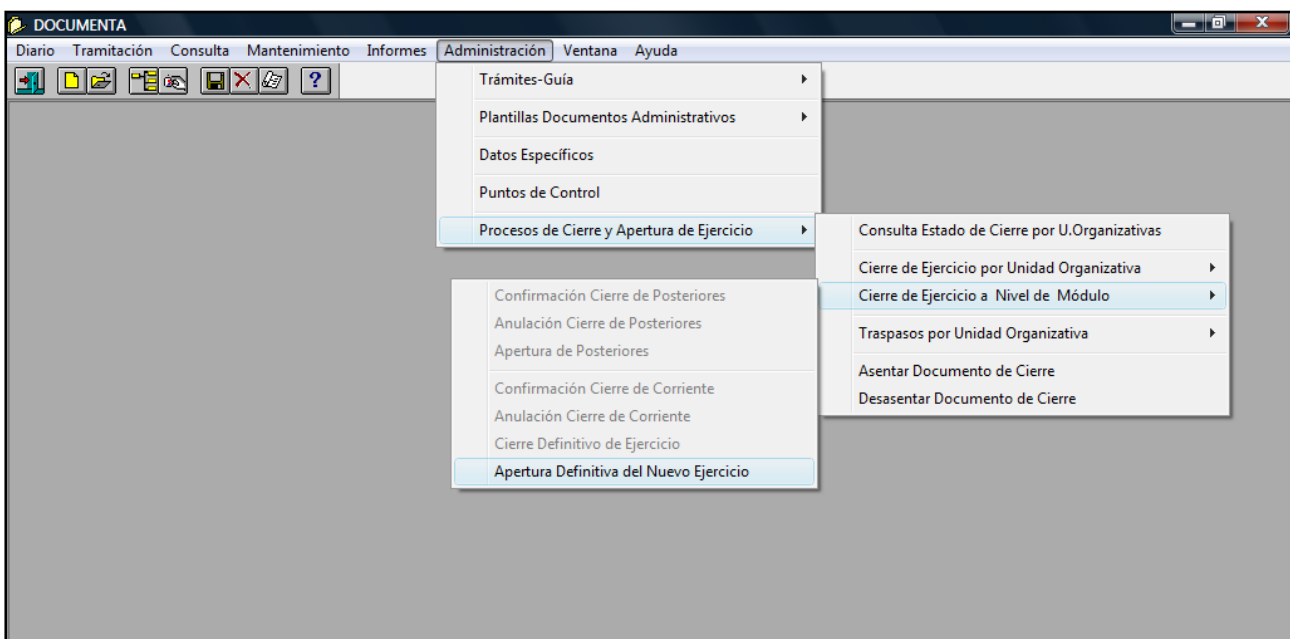 DOCUMENTA
Diario Tramitación Consulta Mantenimiento Informes Administración Ventana Ayuda
?
Trámites-Guía
Plantillas Documentos Administrativos
Datos Específicos
Puntos de Control
Procesos de Cierre y Apertura de Ejercicio
Consulta Estado de Cierre por U.Organizativas
Cierre de Ejercicio por Unidad Organizativa
Cierre de Ejercicio a Nivel de Módulo
Traspasos por Unidad Organizativa
Asentar Documento de Cierre
Desasentar Documento de Cierre
Confirmación Cierre de Posteriores
Anulación Cierre de Posteriores
Apertura de Posteriores
Confirmación Cierre de Corriente
Anulación Cierre de Corriente
Cierre Definitivo de Ejercicio
Apertura Definitiva del Nuevo Ejercicio